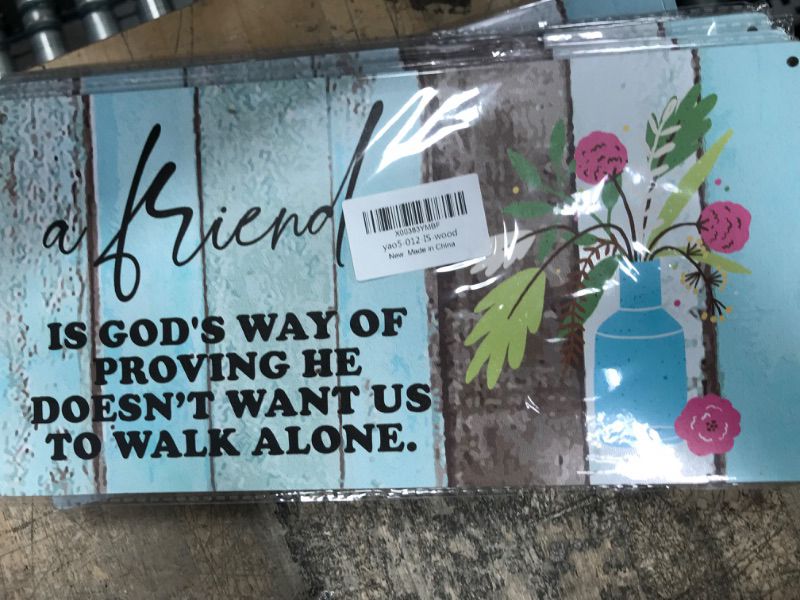 a friend
X00383YMBF
yao5-012 IS wood
New Made in China
IS GOD'S WAY OF
PROVING HE
DOESN'T WANT US
TO WALK ALONE.